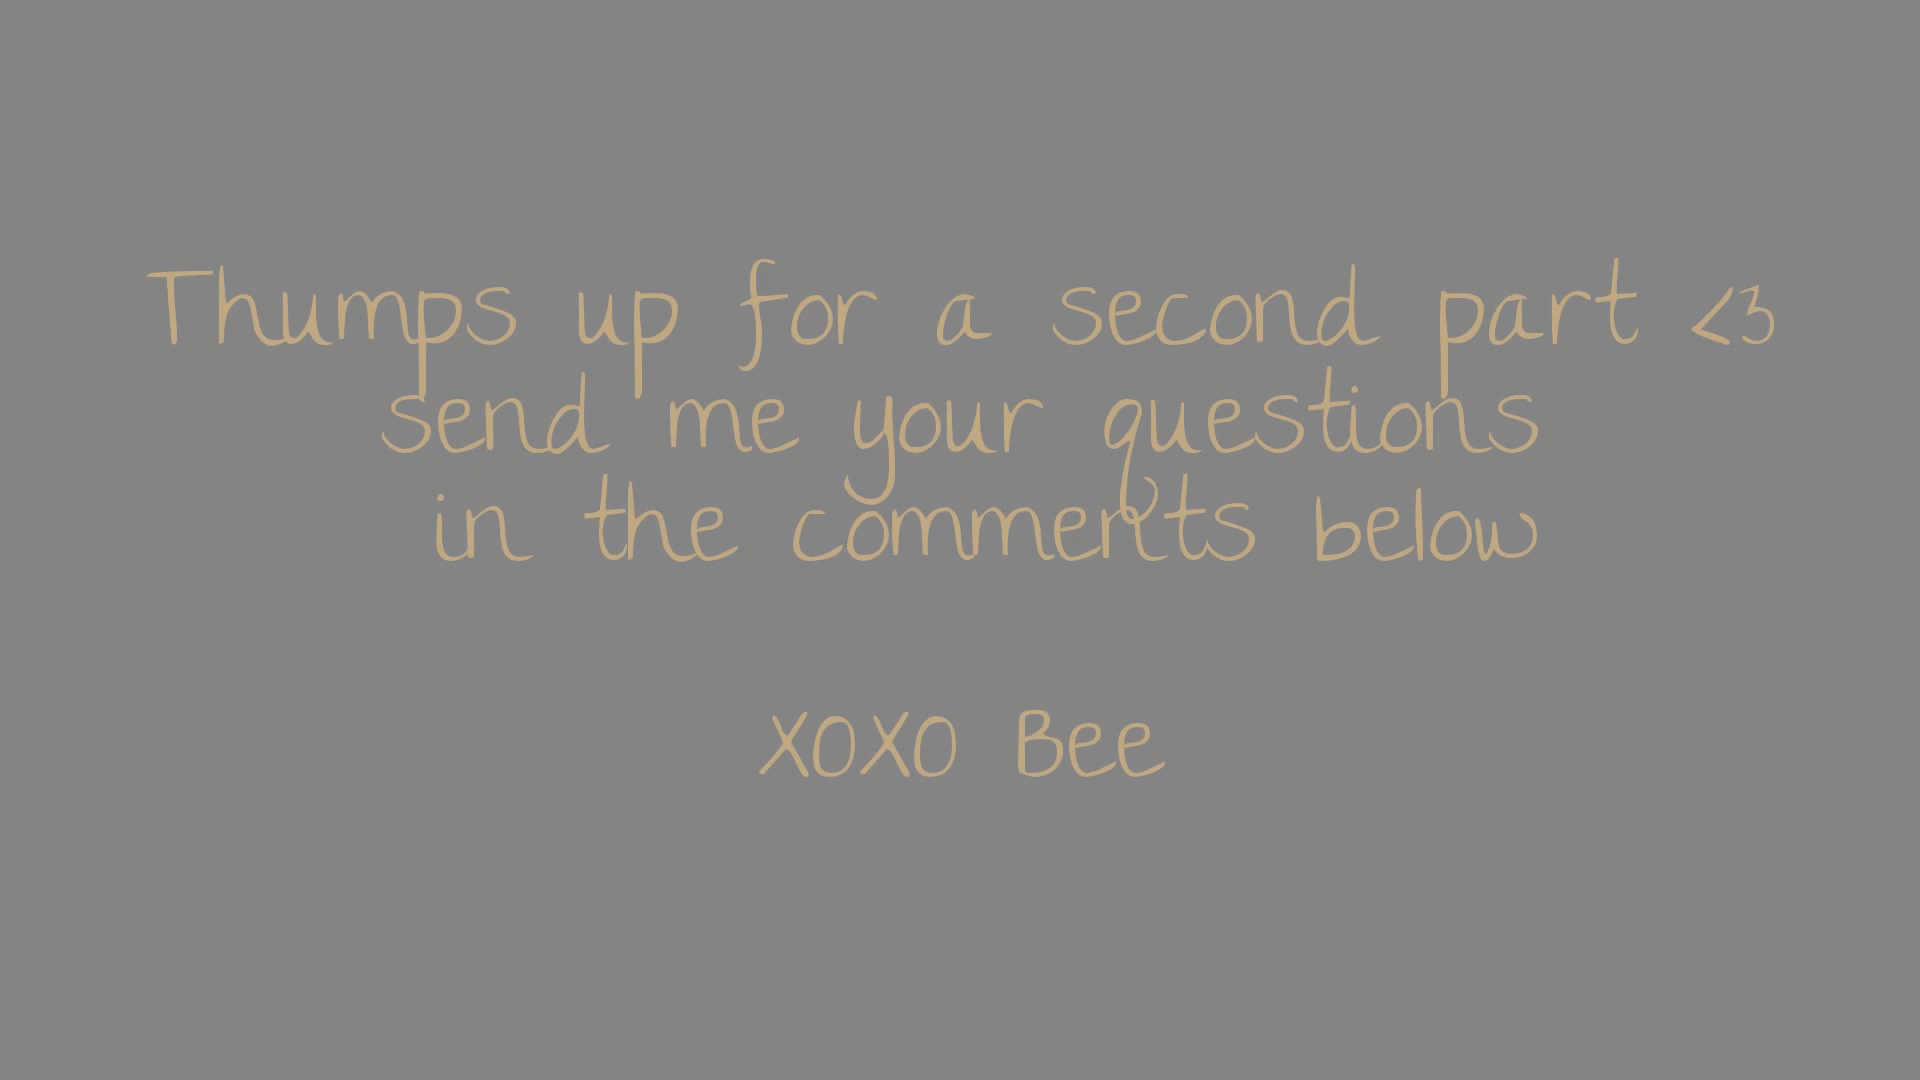 Thumps up for a second part <3
send me your questions
in the comments below
XOXO Bee